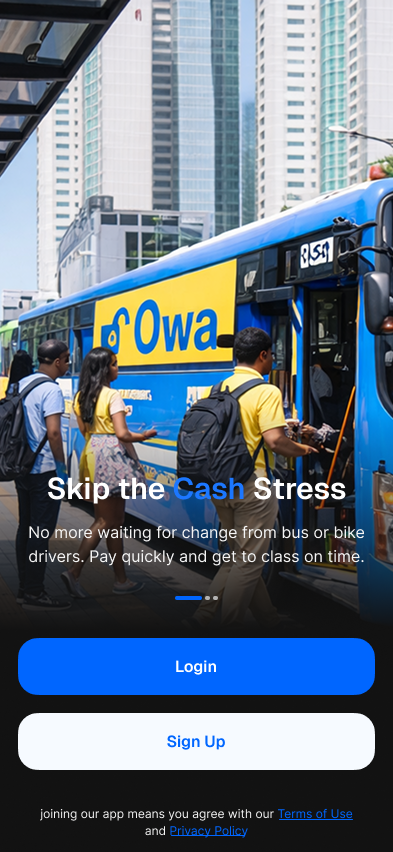 Owa
Skip the Cash Stress
No more waiting for change from bus or bike
drivers. Pay quickly and get to class on time.
Login
Sign Up
joining our app means you agree with our Terms of Use
and Privacy Policy